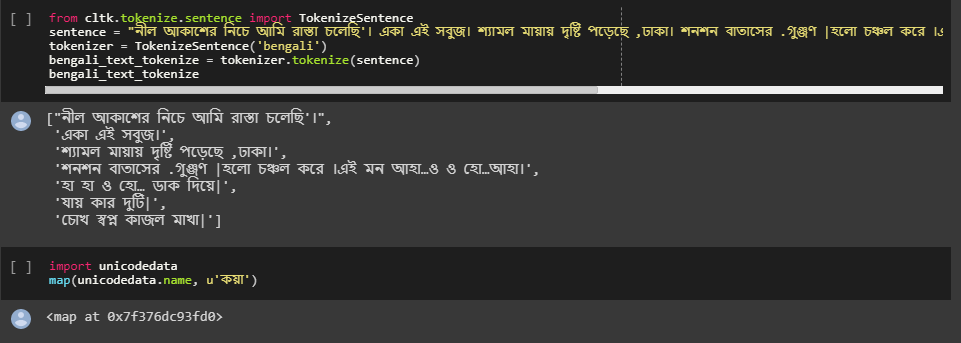 [ ] from cltk.tokenize.sentence import TokenizeSentence
sentence = "নীল আকাশের নিচে আমি রাস্তা চলেছি'। একা এই সবুজ। শ্যামল মায়ায় দৃষ্টি পড়েছে ,ঢাকা। শনশন বাতাসের .গুঞ্জণ |হলো চঞ্চল করে ।এ
tokenizer = TokenizeSentence('bengali')
bengali_text_tokenize = tokenizer.tokenize(sentence)
bengali_text_tokenize
["নীল আকাশের নিচে আমি রাস্তা চলেছি'।",
'একা এই সবুজ।',
'শ্যামল মায়ায় দৃষ্টি পড়েছে ,ঢাকা।',
'শনশন বাতাসের .গুঞ্জণ |হলো চঞ্চল করে ।এই মন আহা…ও ও হো…আহা।',
'হা হা ও হো… ডাক দিয়ে|',
'যায় কার দুটি|',
'চোখ স্বপ্ন কাজল মাখা|']
[ ] import unicodedata
map(unicodedata.name, u'কয়া')
<map at 0x7f376dc93fd0>